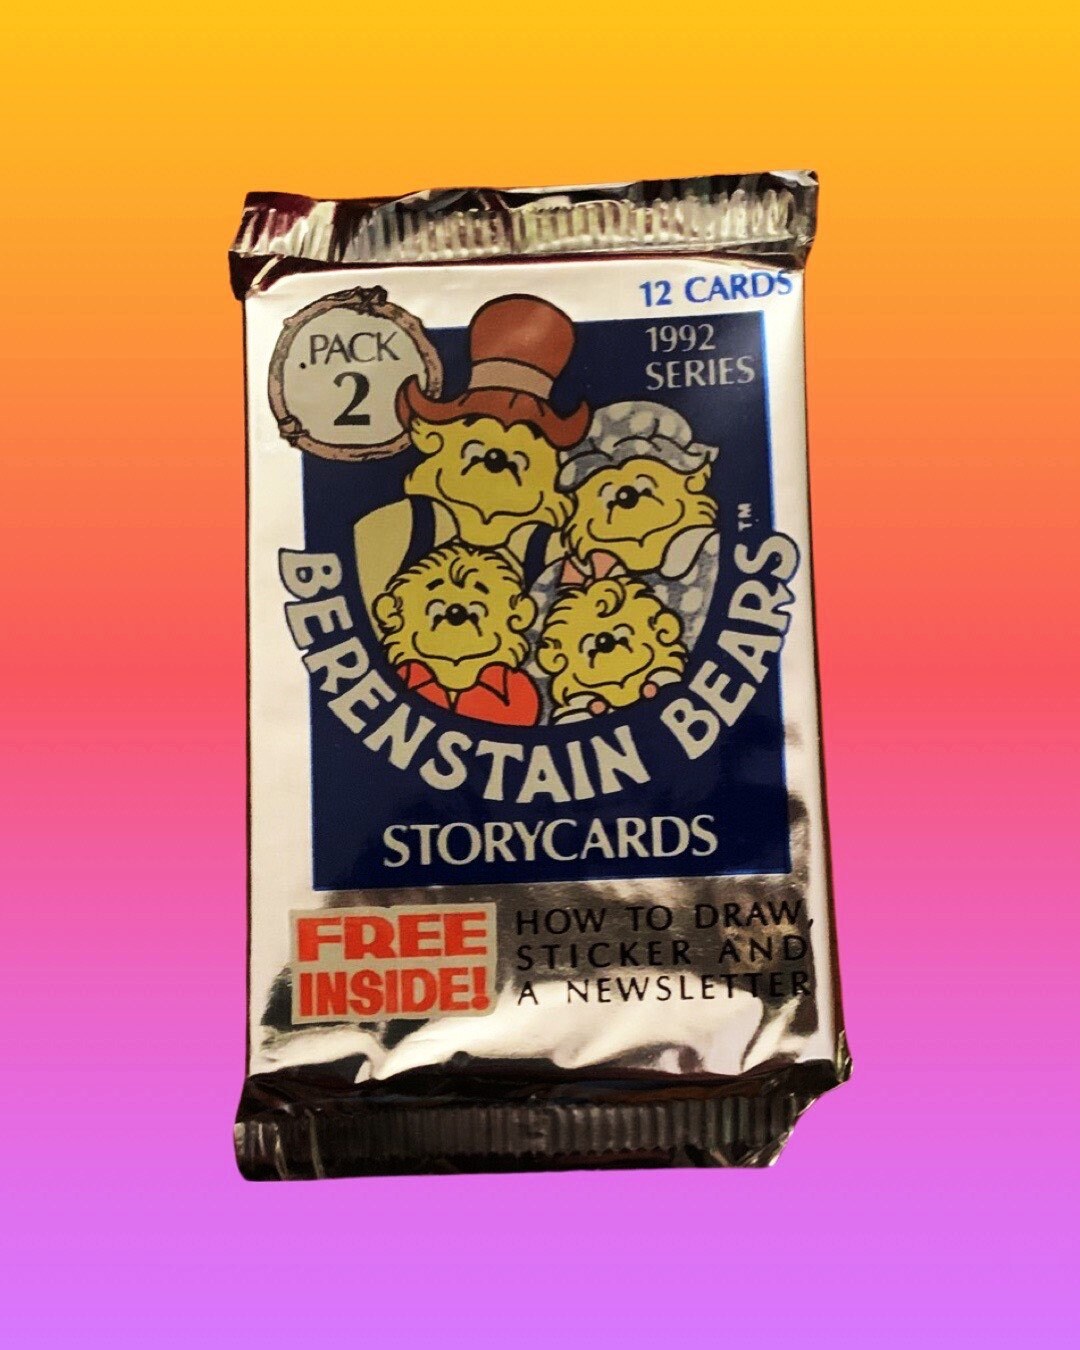 12 CARDS
PACK
2
1992
SERIES
BERENSTAIN BEARS™
STORYCARDS
FREE
INSIDE!
HOW TO DRAW,
STICKER AND
A NEWSLETTER